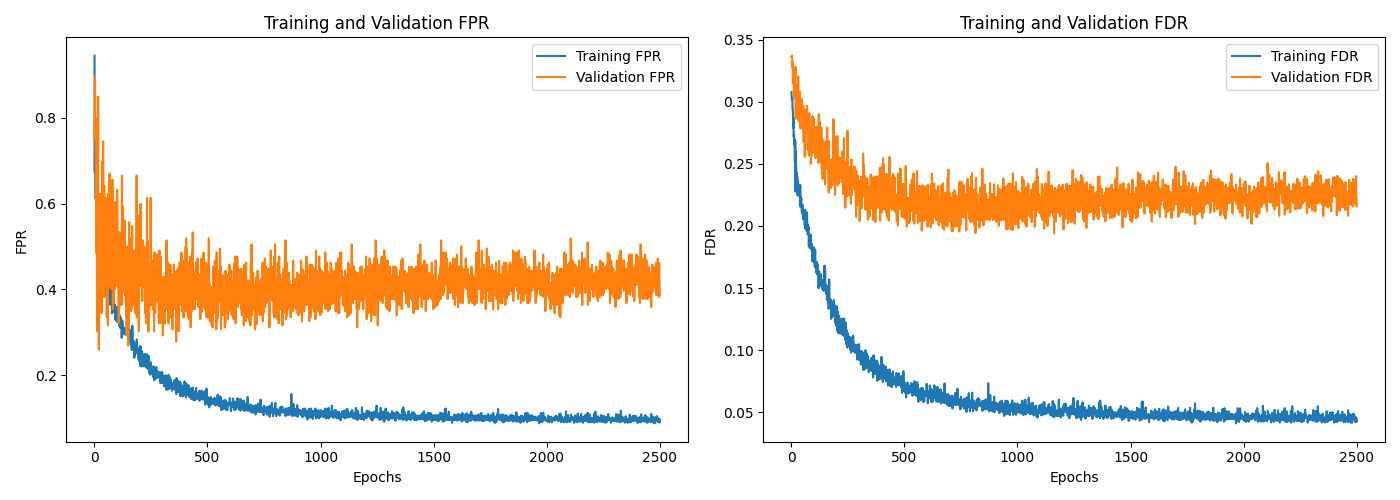 Training and Validation FPR
Training FPR
Validation FPR
FPR
0.8
0.6
0.4
0.2
0
500
1000
1500
2000
2500
Epochs
Training and Validation FDR
Training FDR
Validation FDR
FDR
0.35
0.30
0.25
0.20
0.15
0.10
0.05
0
500
1000
1500
2000
2500
Epochs